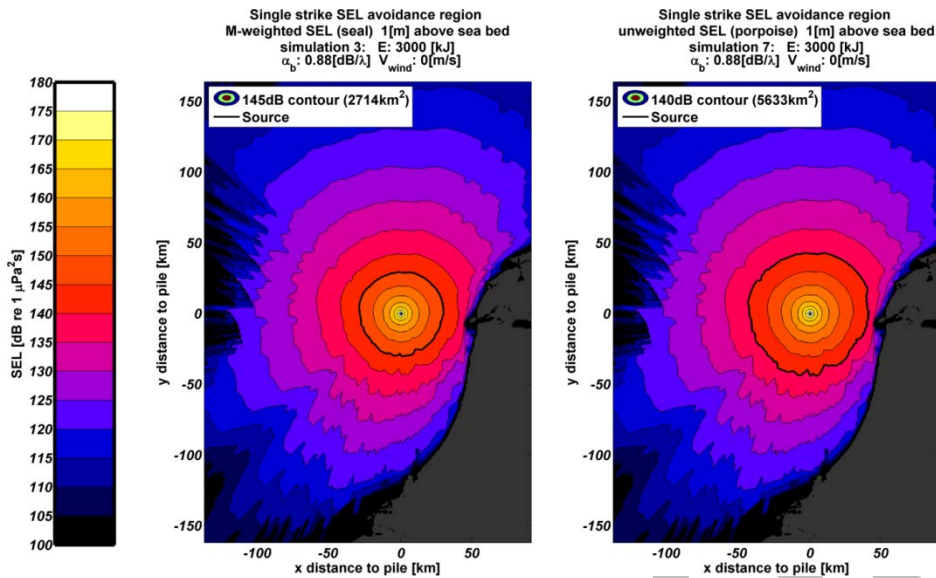 Single strike SEL avoidance region
M-weighted SEL (seal) 1[m] above sea bed
simulation 3: E: 3000 [kJ]
αb: 0.88[dB/λ] Vwind: 0[m/s]
Single strike SEL avoidance region
unweighted SEL (porpoise) 1[m] above sea bed
simulation 7: E: 3000 [kJ]
αb: 0.88[dB/λ] Vwind: 0[m/s]
SEL [dB re 1 μPa²s]
180
175
170
165
160
155
150
145
140
135
130
125
120
115
110
105
100
y distance to pile [km]
150
100
50
0
-50
-100
-150
145dB contour (2714km²)
Source
-100 -50 0 50
x distance to pile [km]
y distance to pile [km]
150
100
50
0
-50
-100
-150
140dB contour (5633km²)
Source
-100 -50 0 50
x distance to pile [km]